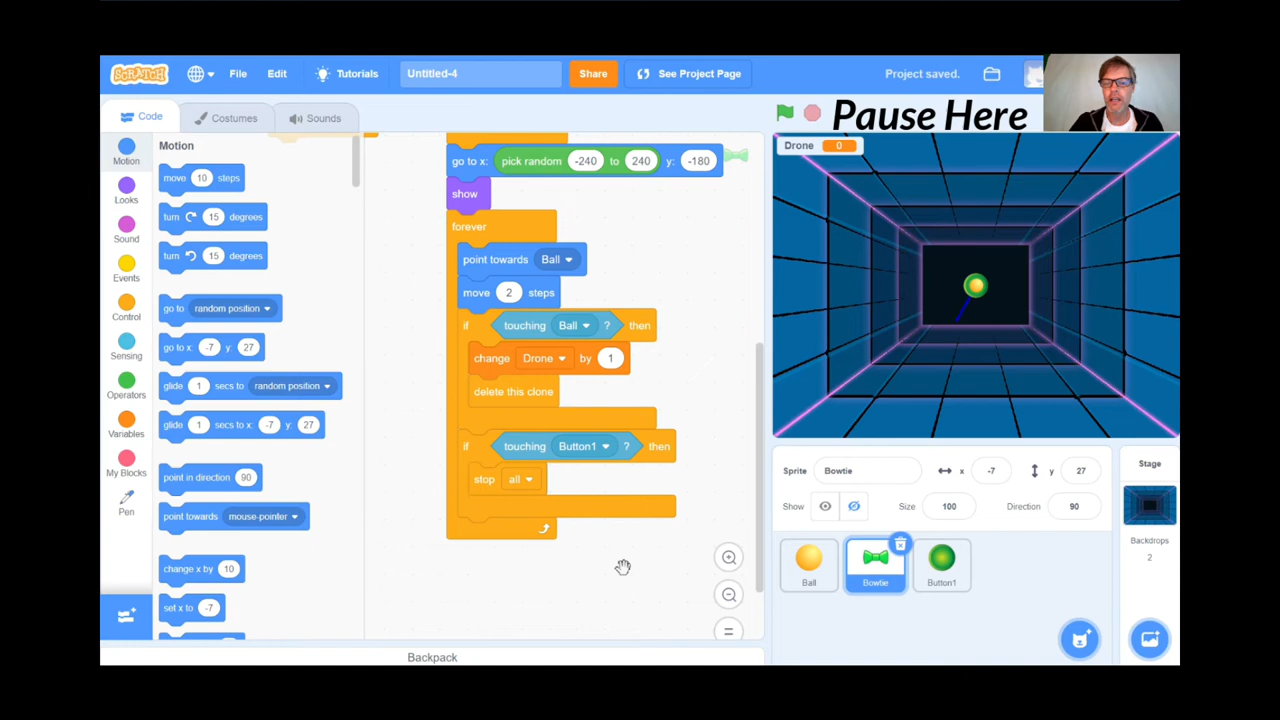 SCRATCH File Edit Tutorials Untitled-4 Share See Project Page Project saved.
Code Costumes Sounds
Pause Here
Motion
Looks
Sound
Events
Control
Sensing
Operators
Variables
My Blocks
Pen
Motion
move 10 steps
turn 15 degrees
turn 15 degrees
go to random position
go to x: -7 y: 27
glide 1 secs to random position
glide 1 secs to x: -7 y: 27
point in direction 90
point towards mouse-pointer
change x by 10
set x to -7
go to x: pick random -240 to 240 y: -180
show
forever
point towards Ball
move 2 steps
if touching Ball ? then
change Drone by 1
delete this clone
if touching Button1 ? then
stop all
Backpack
Drone 0
Sprite Bowtie x -7 y 27
Show Size 100 Direction 90
Ball Bowtie Button1
Stage
Backdrops
2